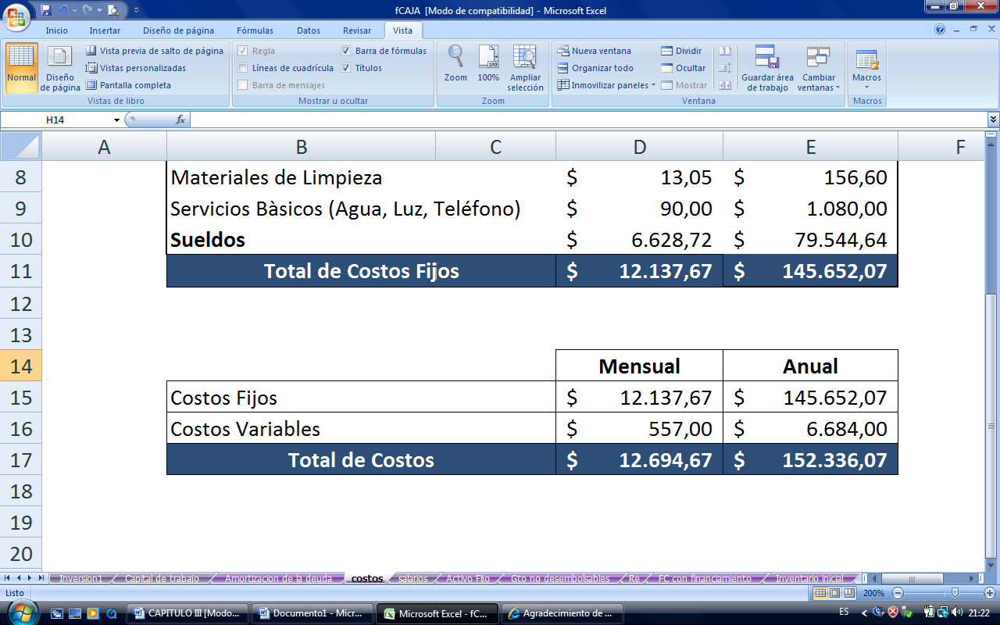 fCAJA [Modo de compatibilidad] - Microsoft Excel
Inicio Insertar Diseño de página Fórmulas Datos Revisar Vista
Normal Diseño de página Vista previa de salto de página Vistas personalizadas Pantalla completa
Vistas de libro
Regla Barra de fórmulas
Líneas de cuadrícula Títulos
Barra de mensajes
Mostrar u ocultar
Zoom 100% Ampliar selección
Zoom
Nueva ventana Dividir
Organizar todo Ocultar
Inmovilizar paneles Mostrar
Guardar área de trabajo Cambiar ventanas
Ventana
Macros
Macros
H14 fx
A B C D E F
8 Materiales de Limpieza $ 13,05 $ 156,60
9 Servicios Bàsicos (Agua, Luz, Teléfono) $ 90,00 $ 1.080,00
10 Sueldos $ 6.628,72 $ 79.544,64
11 Total de Costos Fijos $ 12.137,67 $ 145.652,07
12
13
14 Mensual Anual
15 Costos Fijos $ 12.137,67 $ 145.652,07
16 Costos Variables $ 557,00 $ 6.684,00
17 Total de Costos $ 12.694,67 $ 152.336,07
18
19
20
Inversion1 Capital de trabajo Amortizacion de la deuda costos salarios Activo Fijo Gto no desembolsables Re FC con financiamiento Inventario inicial
Listo 200%
CAPITULO III [Modo... Documento1 - Micr... Microsoft Excel - fC... Agradecimiento de ... ES 21:22